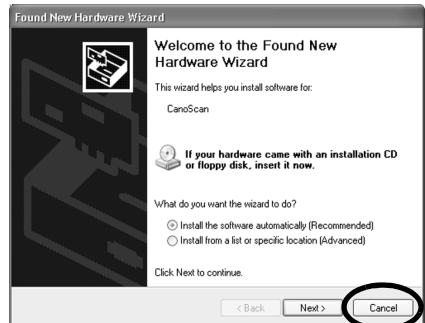 Found New Hardware Wizard
Welcome to the Found New
Hardware Wizard
This wizard helps you install software for:
CanoScan
If your hardware came with an installation CD
or floppy disk, insert it now.
What do you want the wizard to do?
Install the software automatically (Recommended)
Install from a list or specific location (Advanced)
Click Next to continue.
< Back Next > Cancel